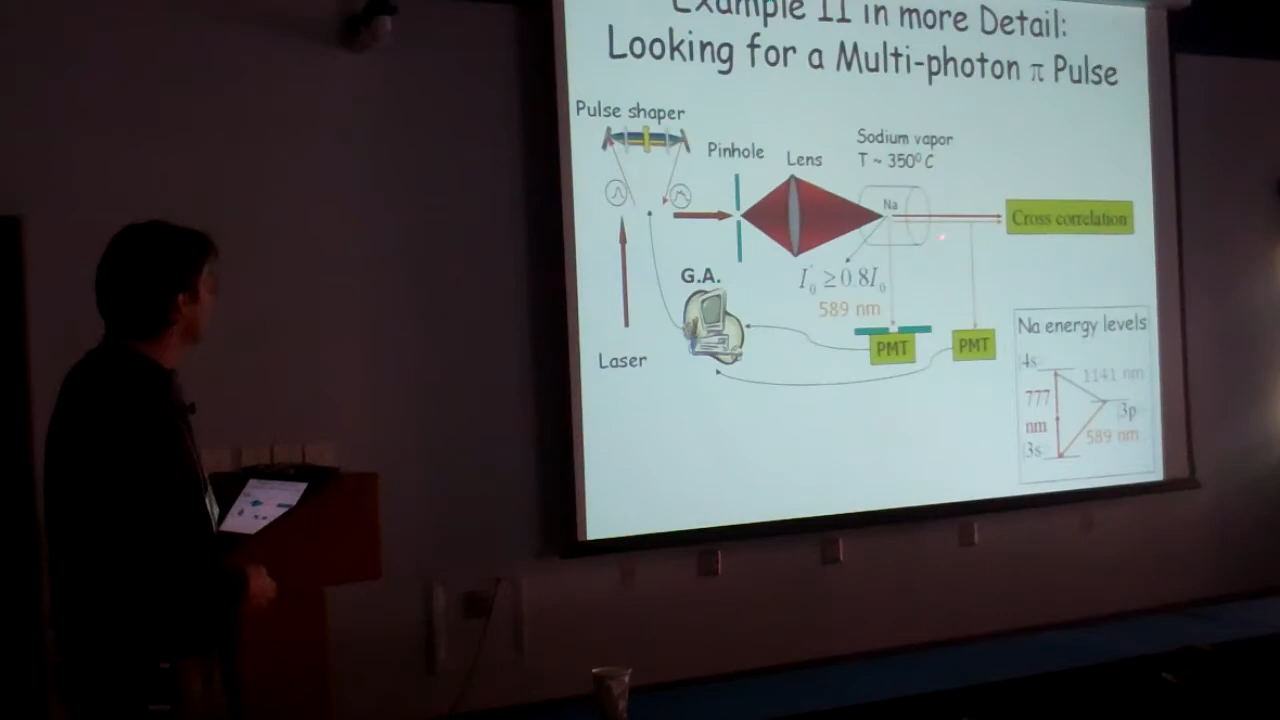 Example II in more Detail:
Looking for a Multi-photon π Pulse
Pulse shaper
Pinhole
Lens
Sodium vapor
T ~ 350⁰ C
Na
Cross correlation
G.A.
I₀' ≥ 0.8I₀
589 nm
PMT
PMT
Laser
Na energy levels
4s
1141 nm
777
nm
3p
589 nm
3s